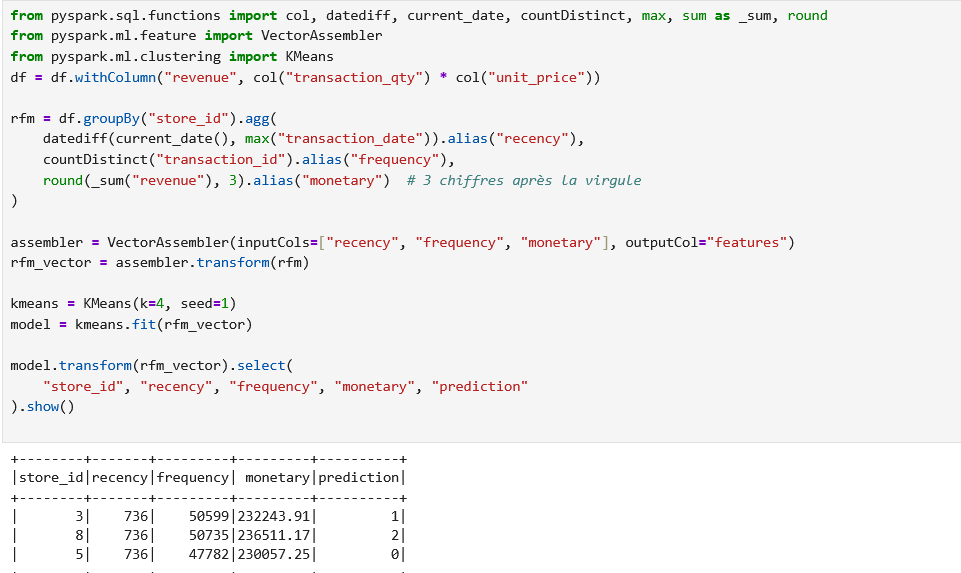 from pyspark.sql.functions import col, datediff, current_date, countDistinct, max, sum as _sum, round
from pyspark.ml.feature import VectorAssembler
from pyspark.ml.clustering import KMeans
df = df.withColumn("revenue", col("transaction_qty") * col("unit_price"))

rfm = df.groupBy("store_id").agg(
    datediff(current_date(), max("transaction_date")).alias("recency"),
    countDistinct("transaction_id").alias("frequency"),
    round(_sum("revenue"), 3).alias("monetary")  # 3 chiffres après la virgule
)

assembler = VectorAssembler(inputCols=["recency", "frequency", "monetary"], outputCol="features")
rfm_vector = assembler.transform(rfm)

kmeans = KMeans(k=4, seed=1)
model = kmeans.fit(rfm_vector)

model.transform(rfm_vector).select(
    "store_id", "recency", "frequency", "monetary", "prediction"
).show()

+--------+-------+---------+---------+----------+
|store_id|recency|frequency| monetary|prediction|
+--------+-------+---------+---------+----------+
|       3|    736|    50599|232243.91|         1|
|       8|    736|    50735|236511.17|         2|
|       5|    736|    47782|230057.25|         0|